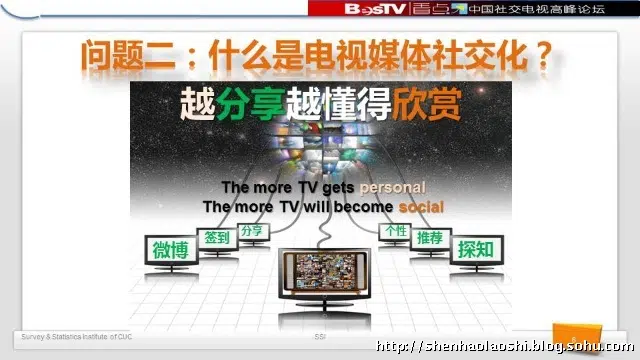 BesTV 百点 中国社交电视高峰论坛
问题二：什么是电视媒体社交化？
越分享越懂得欣赏
The more TV gets personal
The more TV will become social
微博
签到
分享
个性
推荐
探知
Survey & Statistics Institute of CUC
SSI
http://shenhaolaoshi.blog.sohu.com